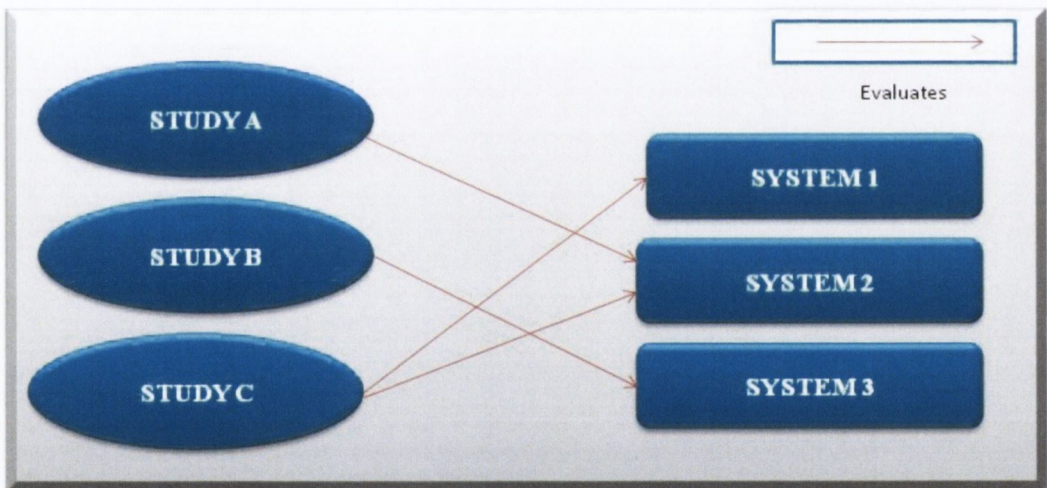 Evaluates
STUDY A
SYSTEM 1
STUDY B
SYSTEM 2
STUDY C
SYSTEM 3